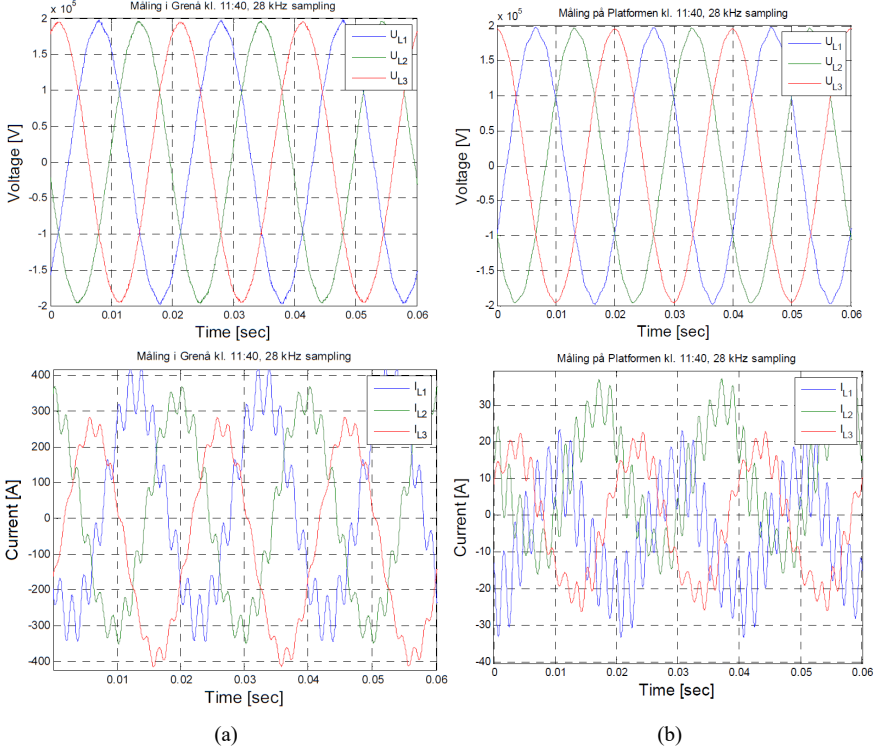 Måling i Grenå kl. 11:40, 28 kHz sampling
x 10^5
2
1.5
1
0.5
0
-0.5
-1
-1.5
-2
Voltage [V]
U_L1
U_L2
U_L3
0 0.01 0.02 0.03 0.04 0.05 0.06
Time [sec]
Måling på Platformen kl. 11:40, 28 kHz sampling
x 10^5
2
1.5
1
0.5
0
-0.5
-1
-1.5
-2
Voltage [V]
U_L1
U_L2
U_L3
0 0.01 0.02 0.03 0.04 0.05 0.06
Time [sec]
Måling i Grenå kl. 11:40, 28 kHz sampling
400
300
200
100
0
-100
-200
-300
-400
Current [A]
I_L1
I_L2
I_L3
0.01 0.02 0.03 0.04 0.05 0.06
Time [sec]
Måling på Platformen kl. 11:40, 28 kHz sampling
30
20
10
0
-10
-20
-30
-40
Current [A]
I_L1
I_L2
I_L3
0 0.01 0.02 0.03 0.04 0.05 0.06
Time [sec]
(a)
(b)